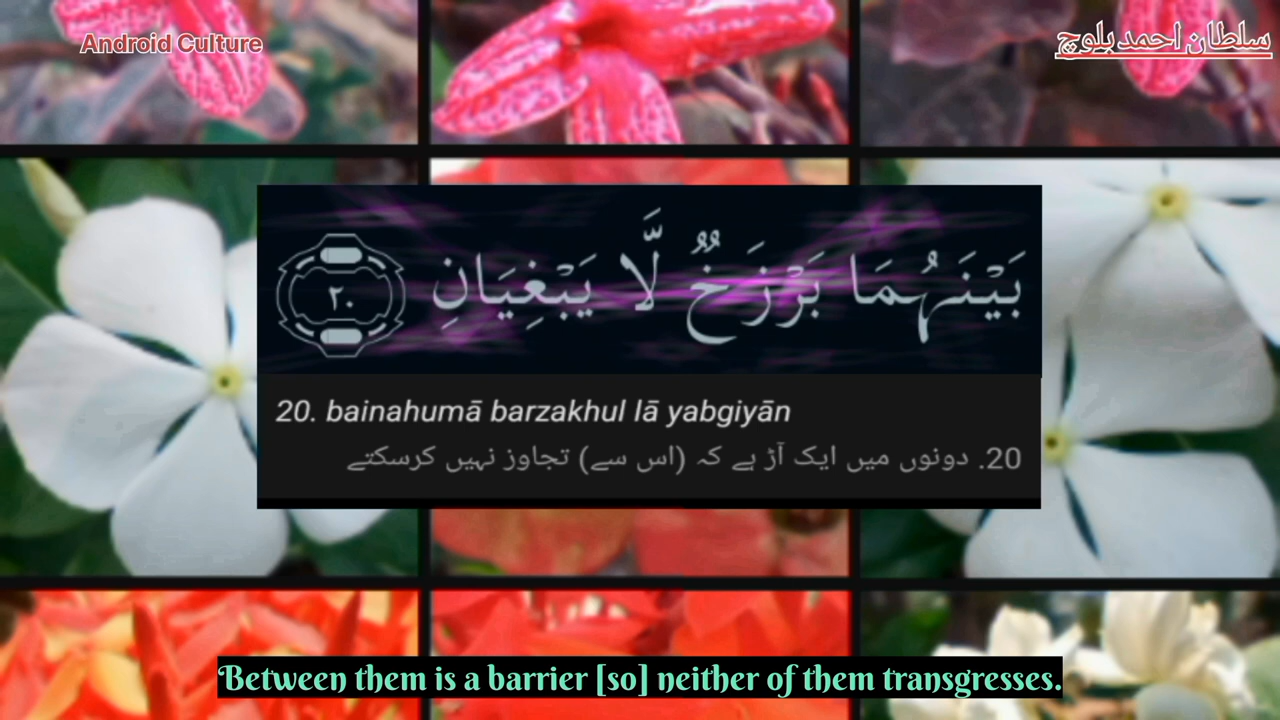 Android Culture
سلطان احمد بلوچ
بَيْنَهُمَا بَرْزَخٌ لَّا يَبْغِيَانِ ٢٠
20. bainahumā barzakhul lā yabgiyān
20. دونوں میں ایک آڑ ہے کہ (اس سے) تجاوز نہیں کرسکتے
Between them is a barrier [so] neither of them transgresses.